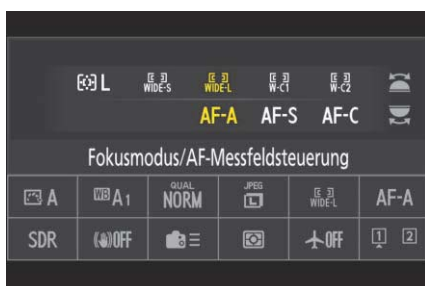 L WIDE-S WIDE-L W-C1 W-C2
AF-A AF-S AF-C
Fokusmodus/AF-Messfeldsteuerung
A WB A1 QUAL NORM JPEG L WIDE-L AF-A
SDR OFF OFF 1 2